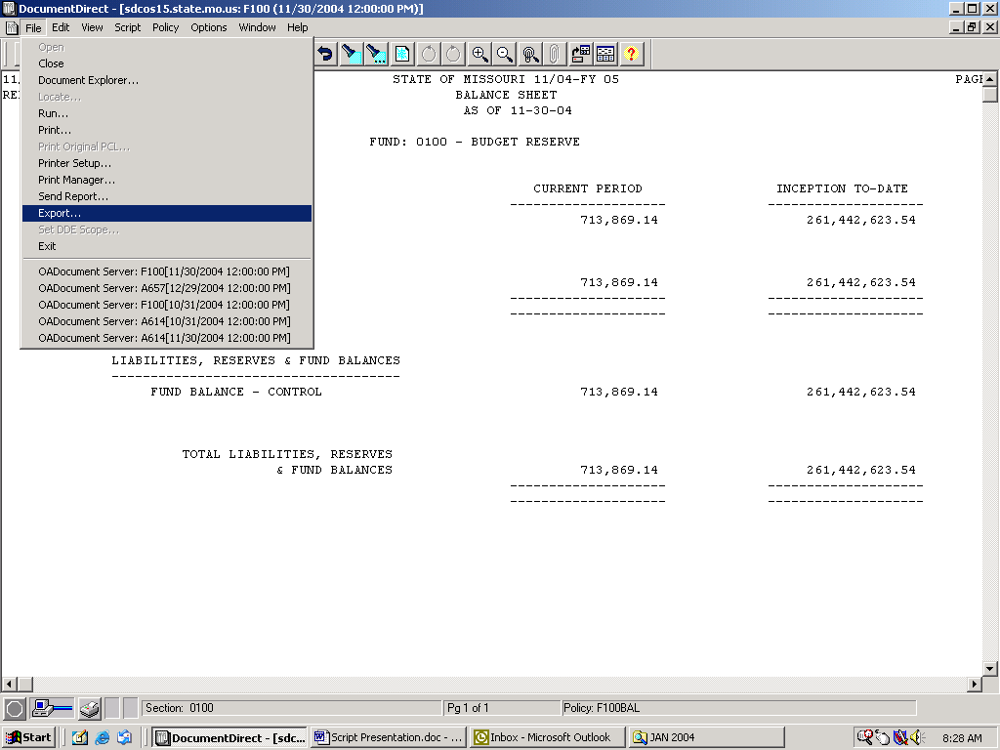 DocumentDirect - [sdcos15.state.mo.us: F100 (11/30/2004 12:00:00 PM)]
File Edit View Script Policy Options Window Help
Open
Close
Document Explorer...
Locate...
Run...
Print...
Print Original PCL...
Printer Setup...
Print Manager...
Send Report...
Export...
Set DDE Scope...
Exit
OADocument Server: F100[11/30/2004 12:00:00 PM]
OADocument Server: A657[12/29/2004 12:00:00 PM]
OADocument Server: F100[10/31/2004 12:00:00 PM]
OADocument Server: A614[10/31/2004 12:00:00 PM]
OADocument Server: A614[11/30/2004 12:00:00 PM]
11/ STATE OF MISSOURI 11/04-FY 05 PAGE
RE BALANCE SHEET
AS OF 11-30-04
FUND: 0100 - BUDGET RESERVE
CURRENT PERIOD INCEPTION TO-DATE
-------------------- --------------------
713,869.14 261,442,623.54
713,869.14 261,442,623.54
-------------------- --------------------
-------------------- --------------------
LIABILITIES, RESERVES & FUND BALANCES
-------------------------------------
FUND BALANCE - CONTROL 713,869.14 261,442,623.54
TOTAL LIABILITIES, RESERVES
& FUND BALANCES 713,869.14 261,442,623.54
-------------------- --------------------
-------------------- --------------------
Section: 0100 Pg 1 of 1 Policy: F100BAL
Start DocumentDirect - [sdc... Script Presentation.doc - ... Inbox - Microsoft Outlook JAN 2004 8:28 AM